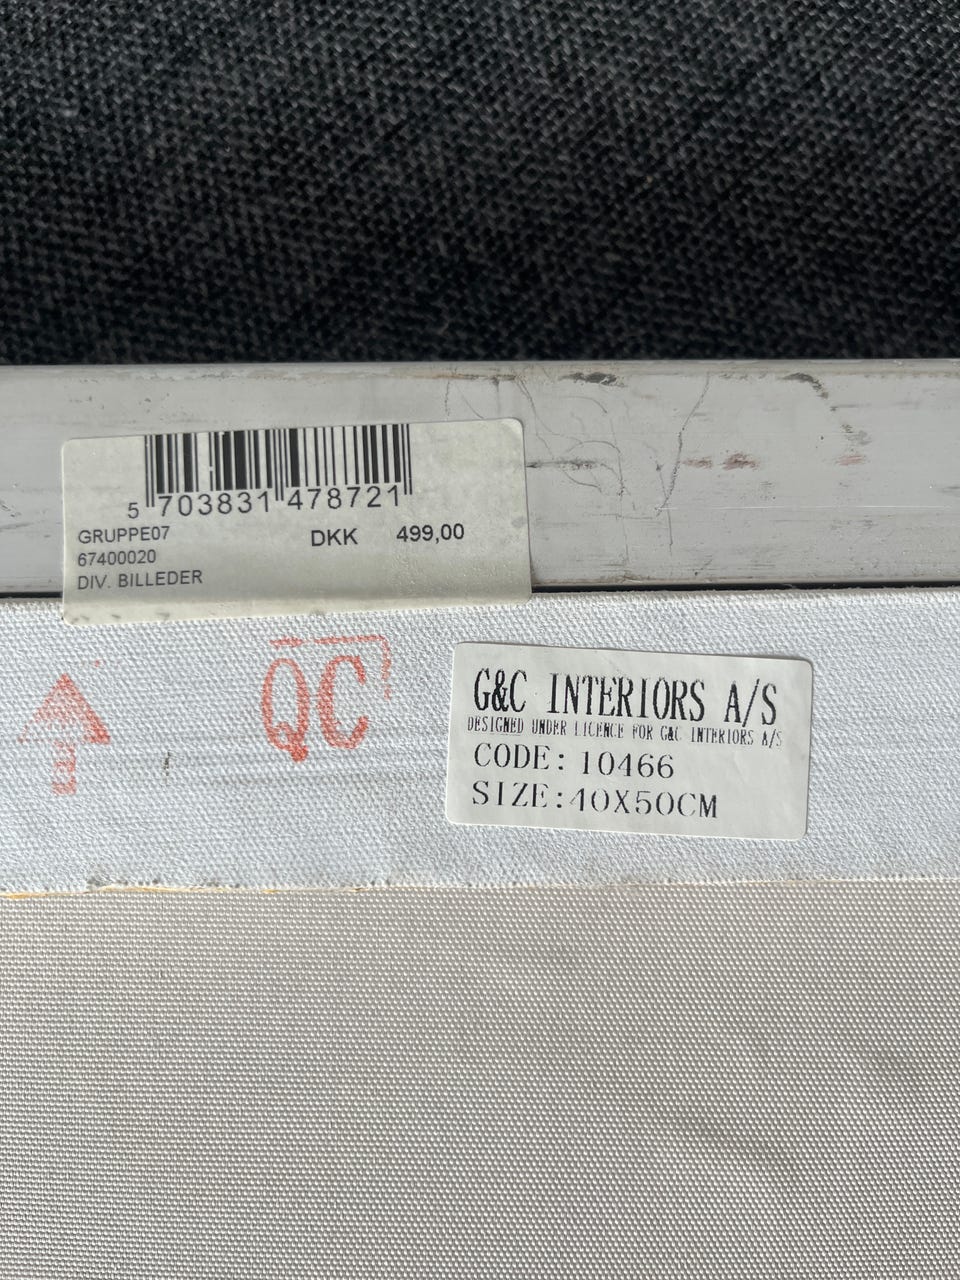 5 703831 478721
GRUPPE07 DKK 499,00
67400020
DIV. BILLEDER
QC
G&C INTERIORS A/S
DESIGNED UNDER LICENCE FOR G&C INTERIORS A/S
CODE: 10466
SIZE:40X50CM